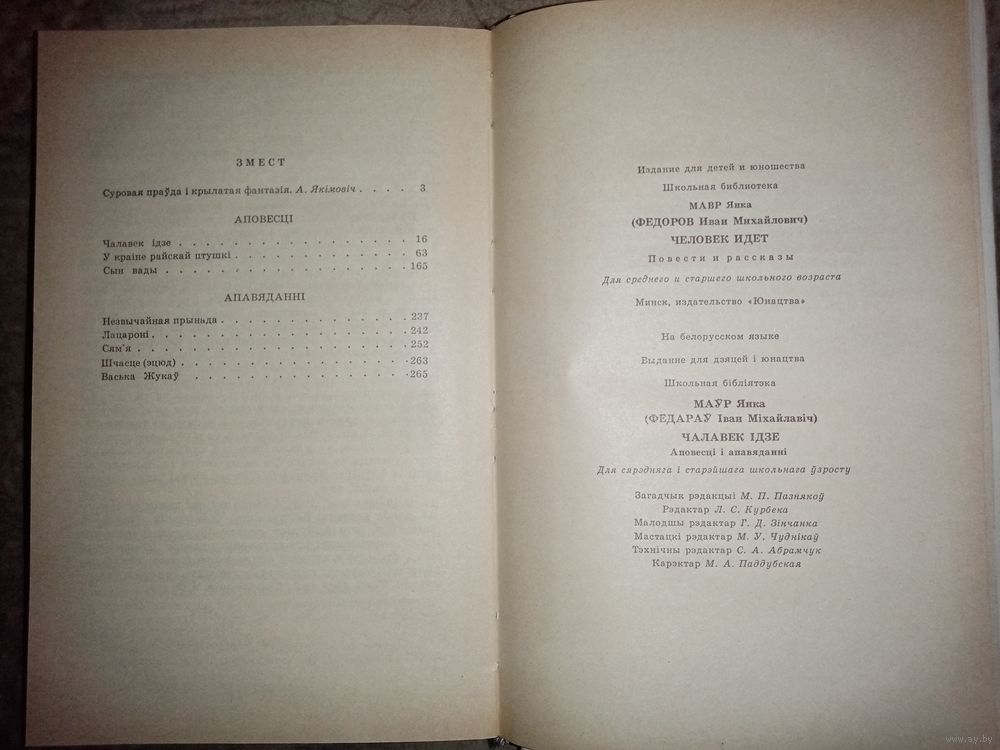 ЗМЕСТ
Суровая праўда і крылатая фантазія. А. Якімовіч . . . . 3
АПОВЕСЦІ
Чалавек ідзе . . . . . . . . . . . . . . . 16
У краіне райскай птушкі . . . . . . . . . . . 63
Сын вады . . . . . . . . . . . . . . . . 165
АПАВЯДАННІ
Незвычайная прынада . . . . . . . . . . . . 237
Лацароні . . . . . . . . . . . . . . . . 242
Сям'я . . . . . . . . . . . . . . . . . 252
Шчасце (эцюд) . . . . . . . . . . . . . . 263
Васька Жукаў . . . . . . . . . . . . . . 265
Издание для детей и юношества
Школьная библиотека
МАВР Янка
(ФЕДОРОВ Иван Михайлович)
ЧЕЛОВЕК ИДЕТ
Повести и рассказы
Для среднего и старшего школьного возраста
Минск, издательство «Юнацтва»
На белорусском языке
Выданне для дзяцей і юнацтва
Школьная бібліятэка
МАЎР Янка
(ФЕДАРАЎ Іван Міхайлавіч)
ЧАЛАВЕК ІДЗЕ
Аповесці і апавяданні
Для сярэдняга і старэйшага школьнага ўзросту
Загадчык рэдакцыі М. П. Пазнякоў
Рэдактар Л. С. Курбека
Малодшы рэдактар Г. Д. Зінчанка
Мастацкі рэдактар М. У. Чуднікаў
Тэхнічны рэдактар С. А. Абрамчук
Карэктар М. А. Паддубская
www.ay.by